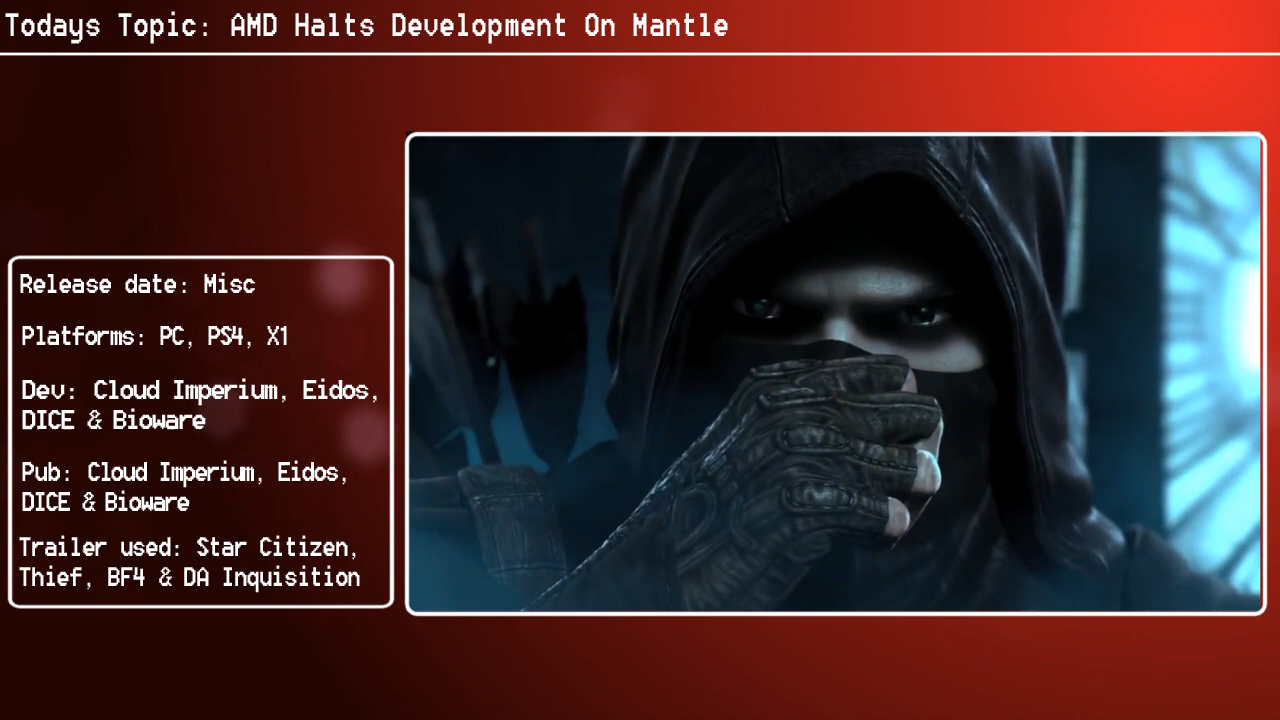 Todays Topic: AMD Halts Development On Mantle
Release date: Misc
Platforms: PC, PS4, X1
Dev: Cloud Imperium, Eidos,
DICE & Bioware
Pub: Cloud Imperium, Eidos,
DICE & Bioware
Trailer used: Star Citizen,
Thief, BF4 & DA Inquisition